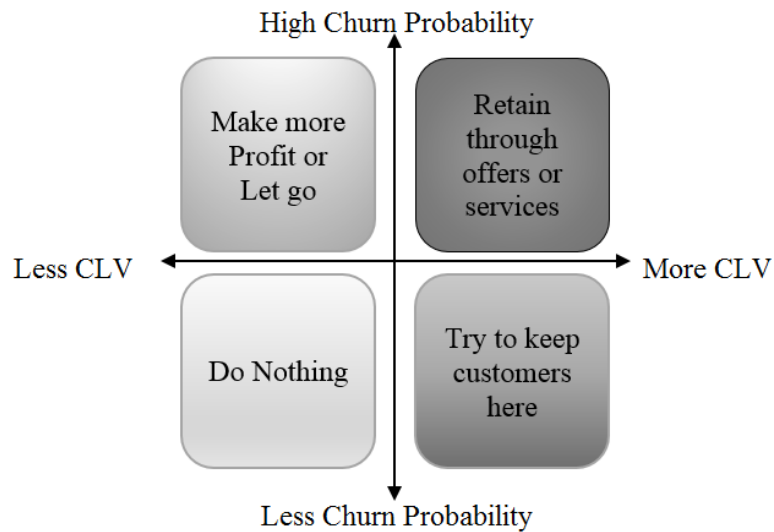 High Churn Probability
Make more
Profit or
Let go
Retain
through
offers or
services
Less CLV
More CLV
Do Nothing
Try to keep
customers
here
Less Churn Probability